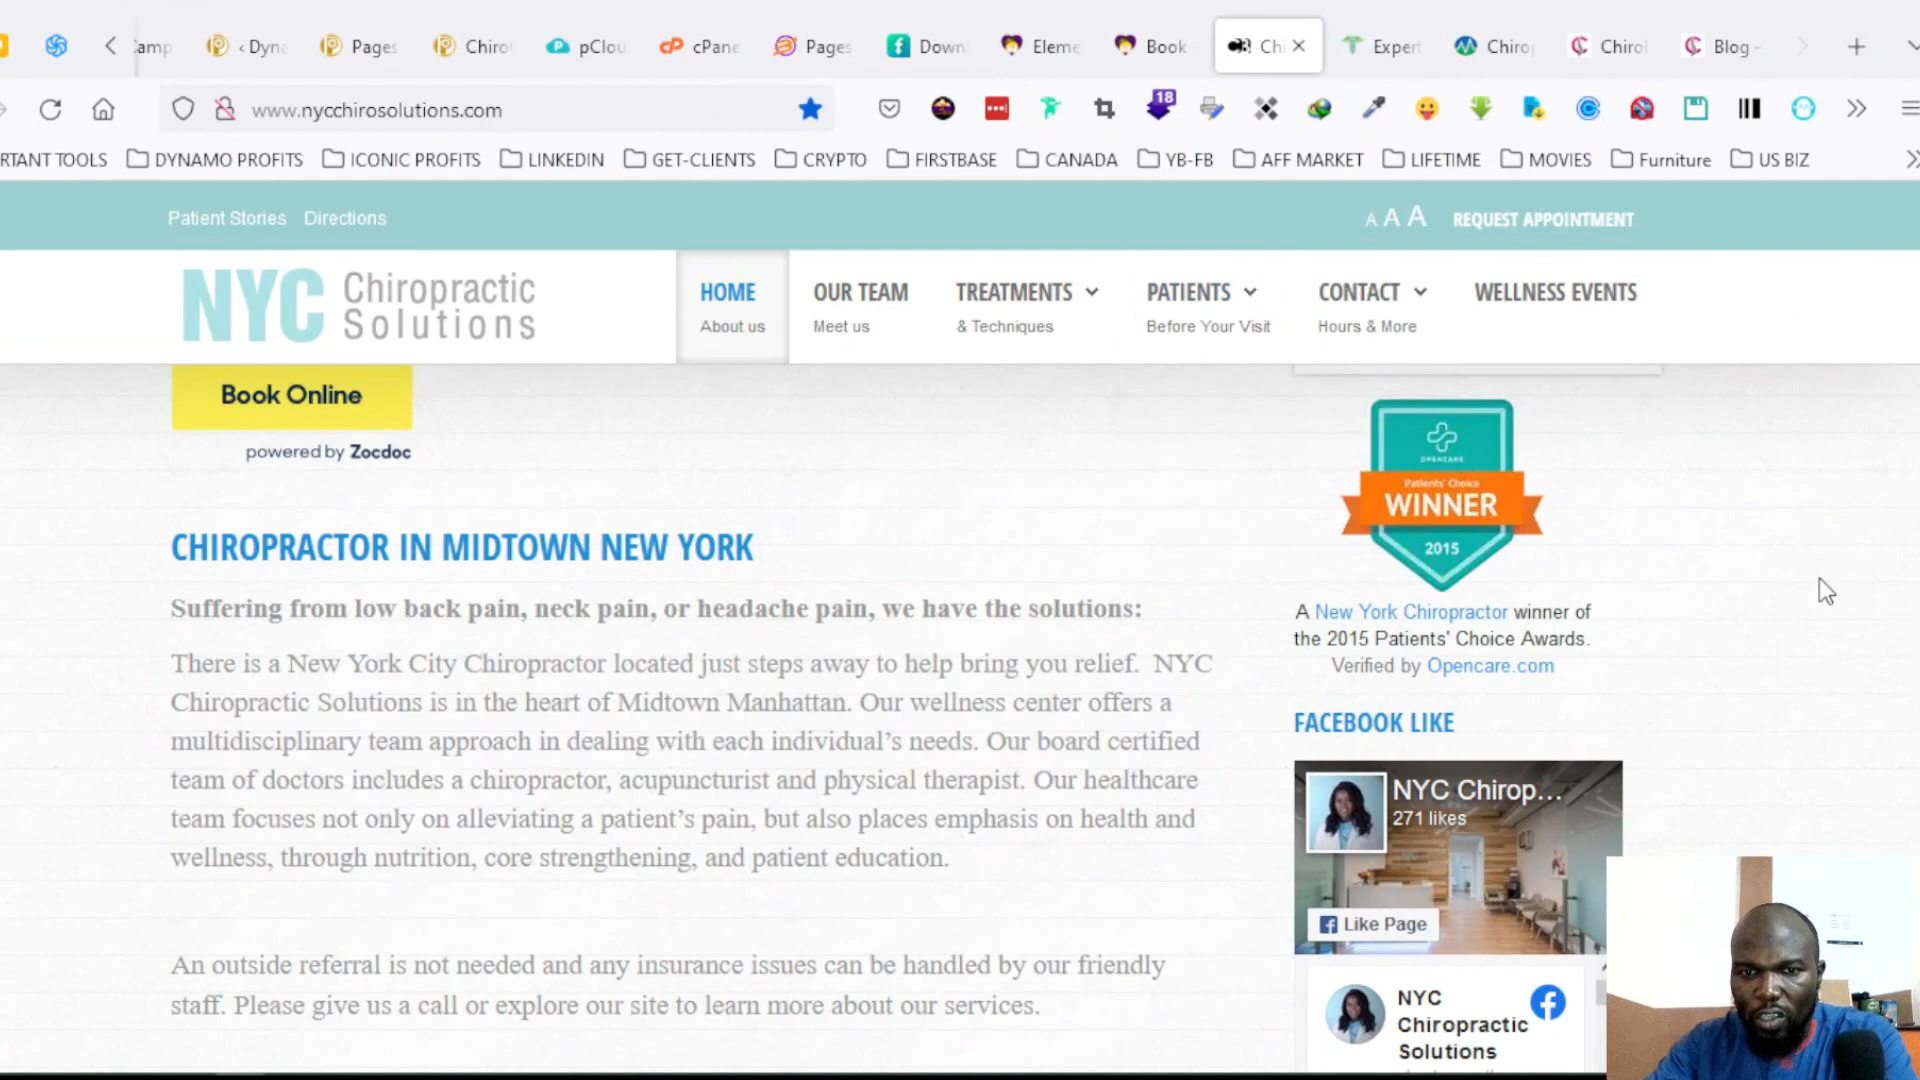 Camp
‹ Dyna
Pages
Chiro
pClou
cPane
Pages
Down
Eleme
Book
Chi
Expert
Chirop
Chirol
Blog -
www.nycchirosolutions.com
18
RTANT TOOLS
DYNAMO PROFITS
ICONIC PROFITS
LINKEDIN
GET-CLIENTS
CRYPTO
FIRSTBASE
CANADA
YB-FB
AFF MARKET
LIFETIME
MOVIES
Furniture
US BIZ
Patient Stories Directions
A A A REQUEST APPOINTMENT
NYC Chiropractic
Solutions
HOME
About us
OUR TEAM
Meet us
TREATMENTS
& Techniques
PATIENTS
Before Your Visit
CONTACT
Hours & More
WELLNESS EVENTS
Book Online
powered by Zocdoc
CHIROPRACTOR IN MIDTOWN NEW YORK
Suffering from low back pain, neck pain, or headache pain, we have the solutions:
There is a New York City Chiropractor located just steps away to help bring you relief. NYC
Chiropractic Solutions is in the heart of Midtown Manhattan. Our wellness center offers a
multidisciplinary team approach in dealing with each individual's needs. Our board certified
team of doctors includes a chiropractor, acupuncturist and physical therapist. Our healthcare
team focuses not only on alleviating a patient's pain, but also places emphasis on health and
wellness, through nutrition, core strengthening, and patient education.
An outside referral is not needed and any insurance issues can be handled by our friendly
staff. Please give us a call or explore our site to learn more about our services.
OPENCARE
Patients' Choice
WINNER
2015
A New York Chiropractor winner of
the 2015 Patients' Choice Awards.
Verified by Opencare.com
FACEBOOK LIKE
NYC Chirop...
271 likes
Like Page
NYC
Chiropractic
Solutions